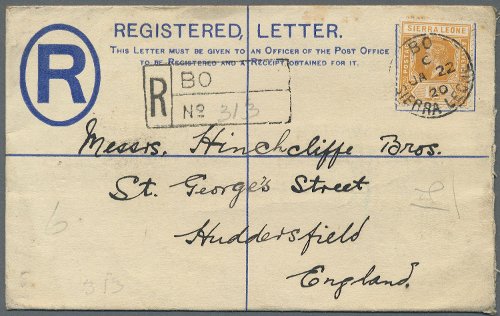 REGISTERED, LETTER.
THIS LETTER MUST BE GIVEN TO AN OFFICER OF THE POST OFFICE
TO BE REGISTERED AND A RECEIPT OBTAINED FOR IT.
R
R BO
No 313
SIERRA LEONE
BO
C
JA 22
20
SIERRA LEONE
Messrs. Hinchcliffe Bros.
St. George's Street
Huddersfield
England.
6
313